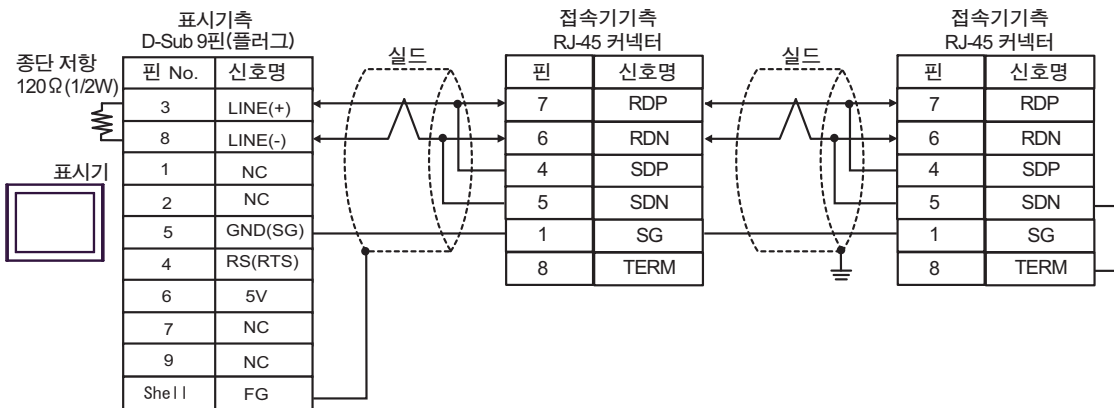 표시기측
D-Sub 9핀(플러그)
종단 저항
120Ω(1/2W)
표시기
핀 No. 신호명
3 LINE(+)
8 LINE(-)
1 NC
2 NC
5 GND(SG)
4 RS(RTS)
6 5V
7 NC
9 NC
Shell FG
실드
접속기기측
RJ-45 커넥터
핀 신호명
7 RDP
6 RDN
4 SDP
5 SDN
1 SG
8 TERM
실드
접속기기측
RJ-45 커넥터
핀 신호명
7 RDP
6 RDN
4 SDP
5 SDN
1 SG
8 TERM